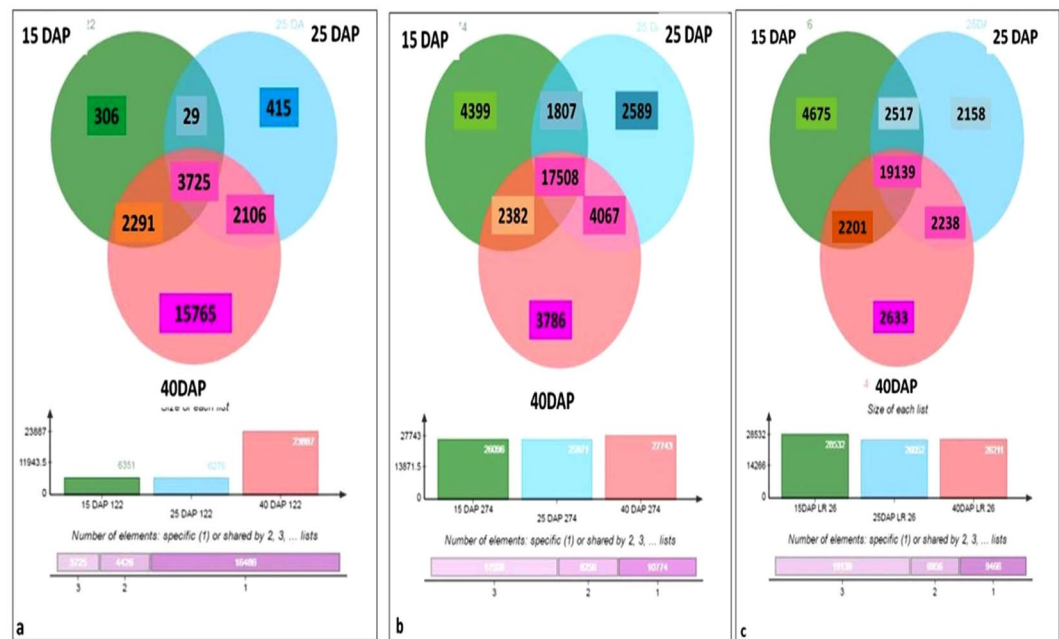 15 DAP
25 DAP
306
29
415
3725
2291
2106
15765
40DAP
Size of each list
23887
11943.5
0
6351
6275
23887
15 DAP 122
25 DAP 122
40 DAP 122
Number of elements: specific (1) or shared by 2, 3, ... lists
3725
4426
16486
3
2
1
a
15 DAP
25 DAP
4399
1807
2589
17508
2382
4067
3786
40DAP
27743
13871.5
0
26096
25971
27743
15 DAP 274
25 DAP 274
40 DAP 274
Number of elements: specific (1) or shared by 2, 3, ... lists
17508
8256
10774
3
2
1
b
15 DAP
25 DAP
4675
2517
2158
19139
2201
2238
2633
40DAP
Size of each list
28532
14266
0
28532
26052
26211
15DAP LR 26
25DAP LR 26
40DAP LR 26
Number of elements: specific (1) or shared by 2, 3, ... lists
19139
6956
9466
3
2
1
c